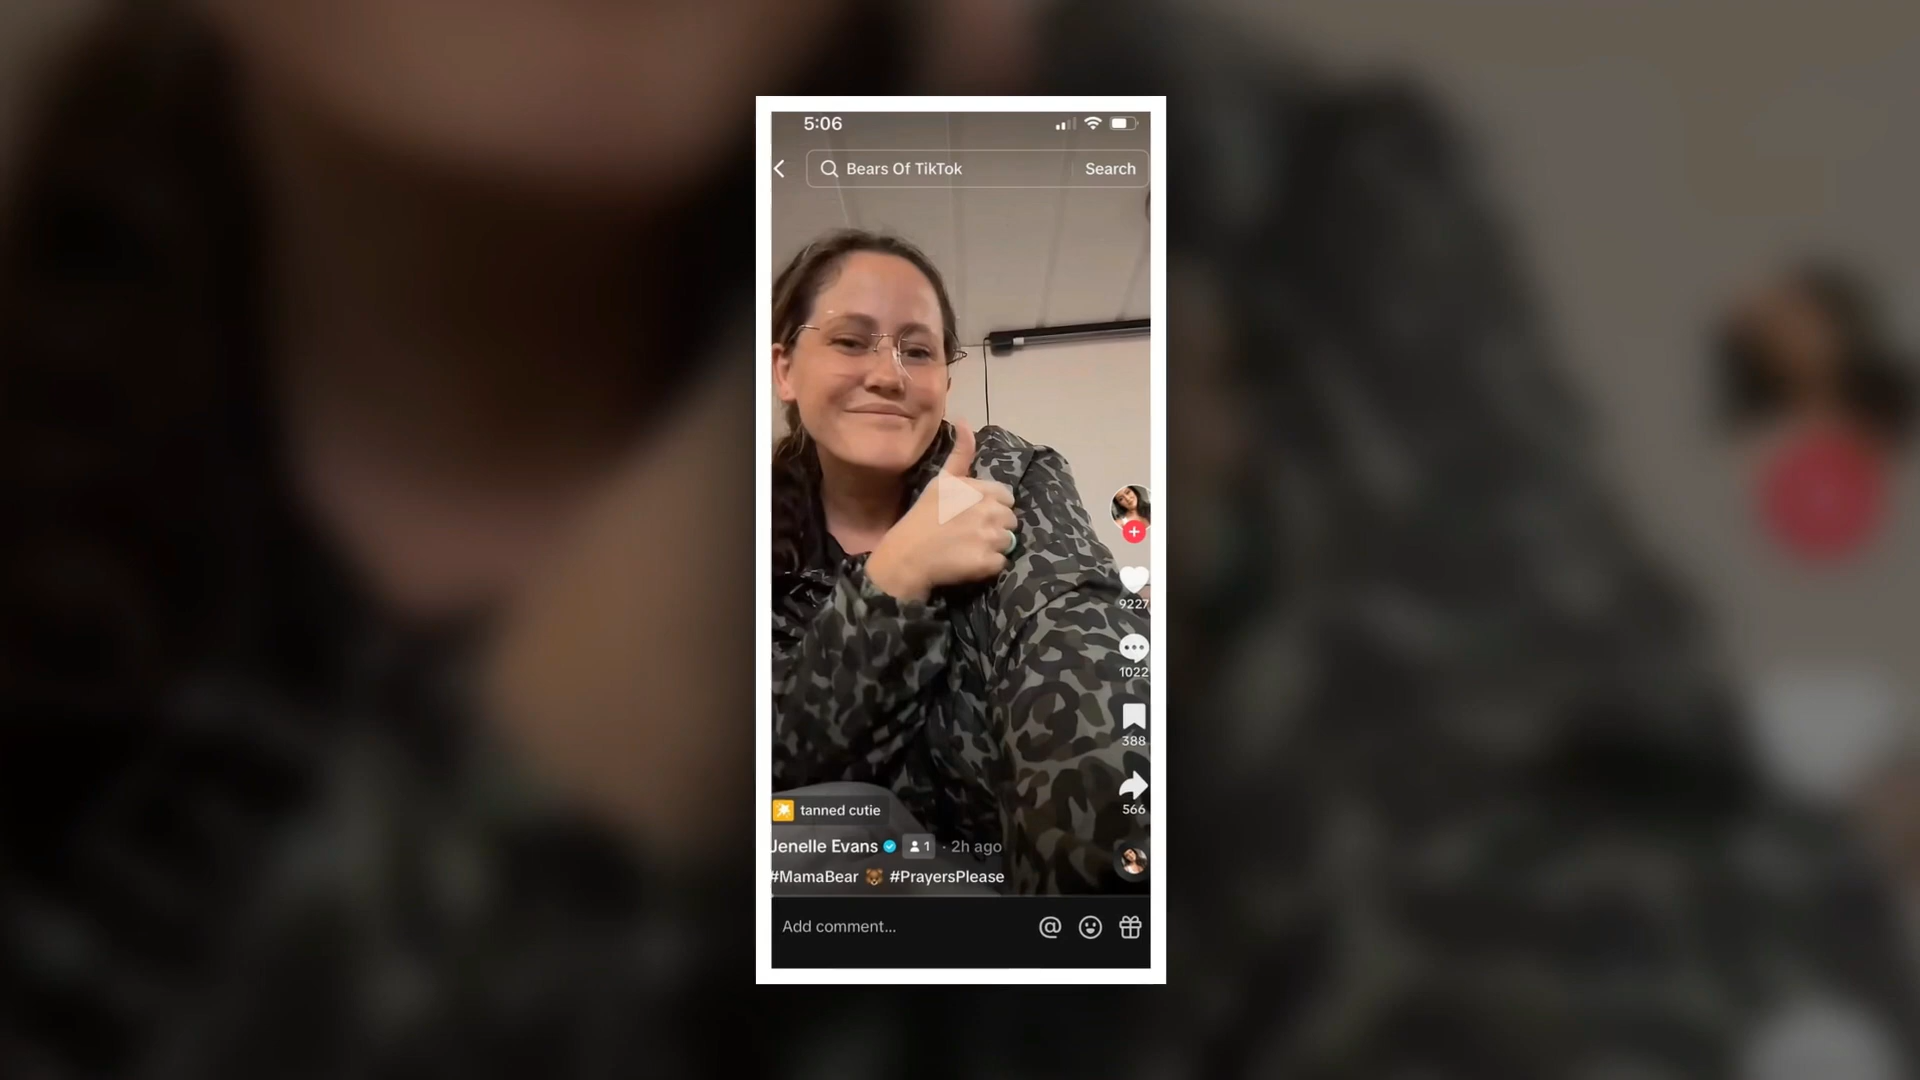 5:06
Bears Of TikTok
Search
9227
1022
388
566
tanned cutie
Jenelle Evans 1 · 2h ago
#MamaBear 🐻 #PrayersPlease
Add comment...
@